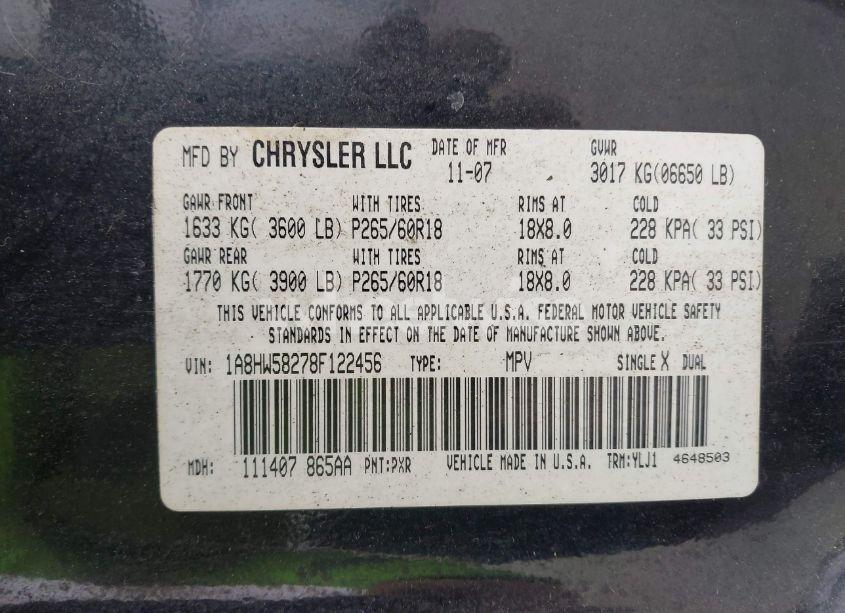 MFD BY CHRYSLER LLC DATE OF MFR GVWR
11-07 3017 KG(06650 LB)
GAWR FRONT WITH TIRES RIMS AT COLD
1633 KG( 3600 LB) P265/60R18 18X8.0 228 KPA( 33 PSI)
GAWR REAR WITH TIRES RIMS AT COLD
1770 KG( 3900 LB) P265/60R18 18X8.0 228 KPA( 33 PSI)
THIS VEHICLE CONFORMS TO ALL APPLICABLE U.S.A. FEDERAL MOTOR VEHICLE SAFETY
STANDARDS IN EFFECT ON THE DATE OF MANUFACTURE SHOWN ABOVE.
VIN: 1A8HW58278F122456 TYPE: MPV SINGLE X DUAL
MDH: 111407 865AA PNT:PXR VEHICLE MADE IN U.S.A. TRM:YLJ1 4648503